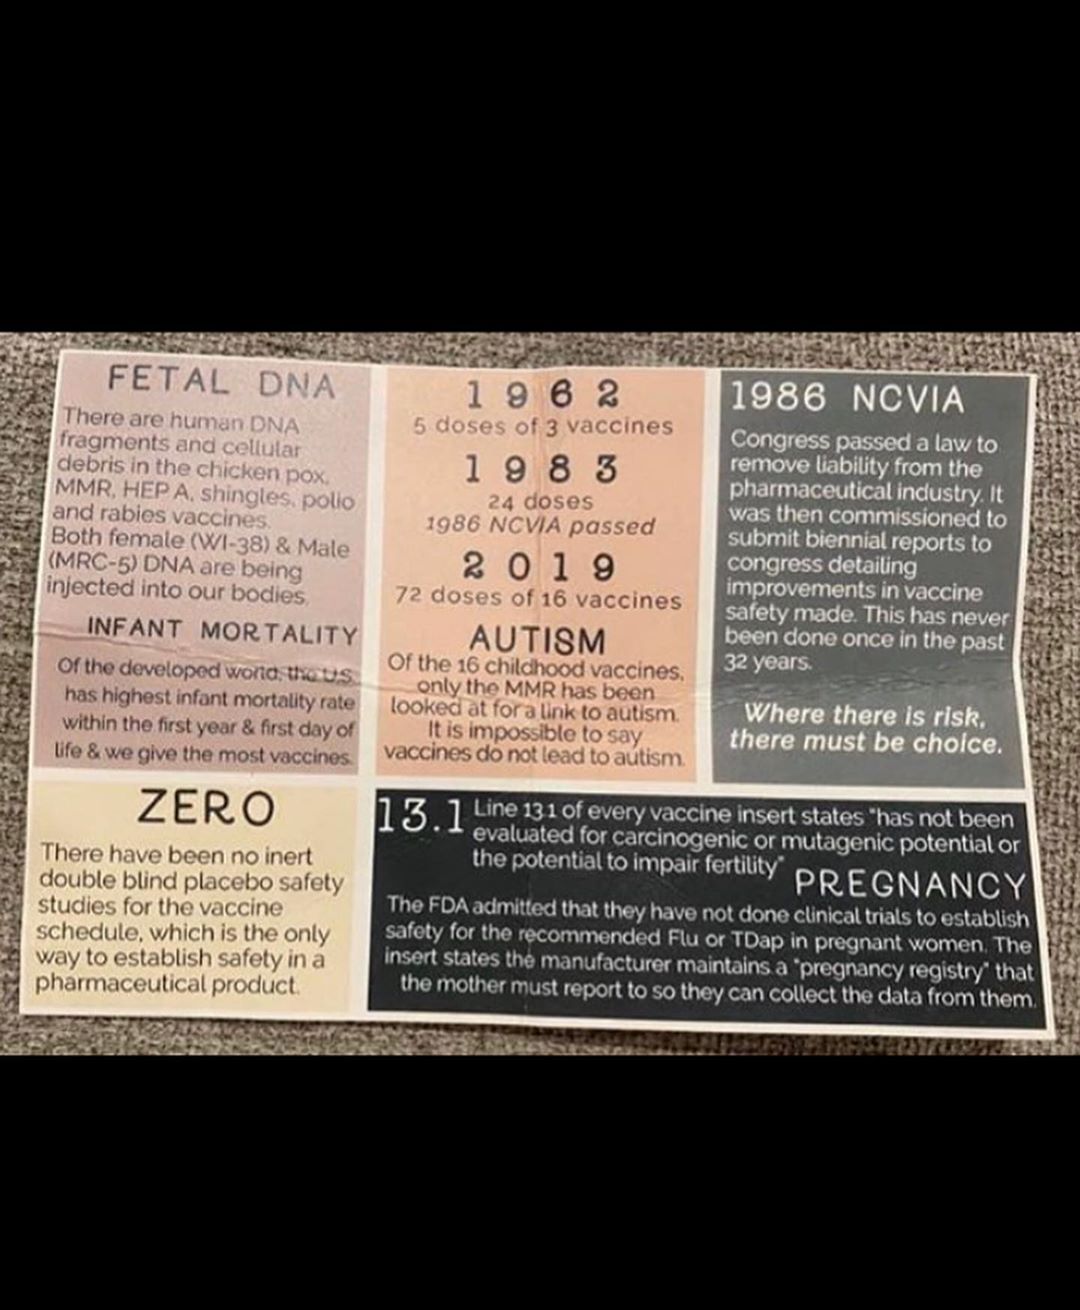 FETAL DNA
There are human DNA
fragments and cellular
debris in the chicken pox,
MMR, HEP A, shingles, polio
and rabies vaccines.
Both female (WI-38) & Male
(MRC-5) DNA are being
injected into our bodies.
INFANT MORTALITY
Of the developed world, the U.S.
has highest infant mortality rate
within the first year & first day of
life & we give the most vaccines.
1962
5 doses of 3 vaccines
1983
24 doses
1986 NCVIA passed
2019
72 doses of 16 vaccines
AUTISM
Of the 16 childhood vaccines,
only the MMR has been
looked at for a link to autism.
It is impossible to say
vaccines do not lead to autism.
1986 NCVIA
Congress passed a law to
remove liability from the
pharmaceutical industry. It
was then commissioned to
submit biennial reports to
congress detailing
improvements in vaccine
safety made. This has never
been done once in the past
32 years.
Where there is risk,
there must be choice.
ZERO
There have been no inert
double blind placebo safety
studies for the vaccine
schedule, which is the only
way to establish safety in a
pharmaceutical product.
13.1 Line 13.1 of every vaccine insert states "has not been
evaluated for carcinogenic or mutagenic potential or
the potential to impair fertility"
PREGNANCY
The FDA admitted that they have not done clinical trials to establish
safety for the recommended Flu or TDap in pregnant women. The
insert states the manufacturer maintains a "pregnancy registry" that
the mother must report to so they can collect the data from them.